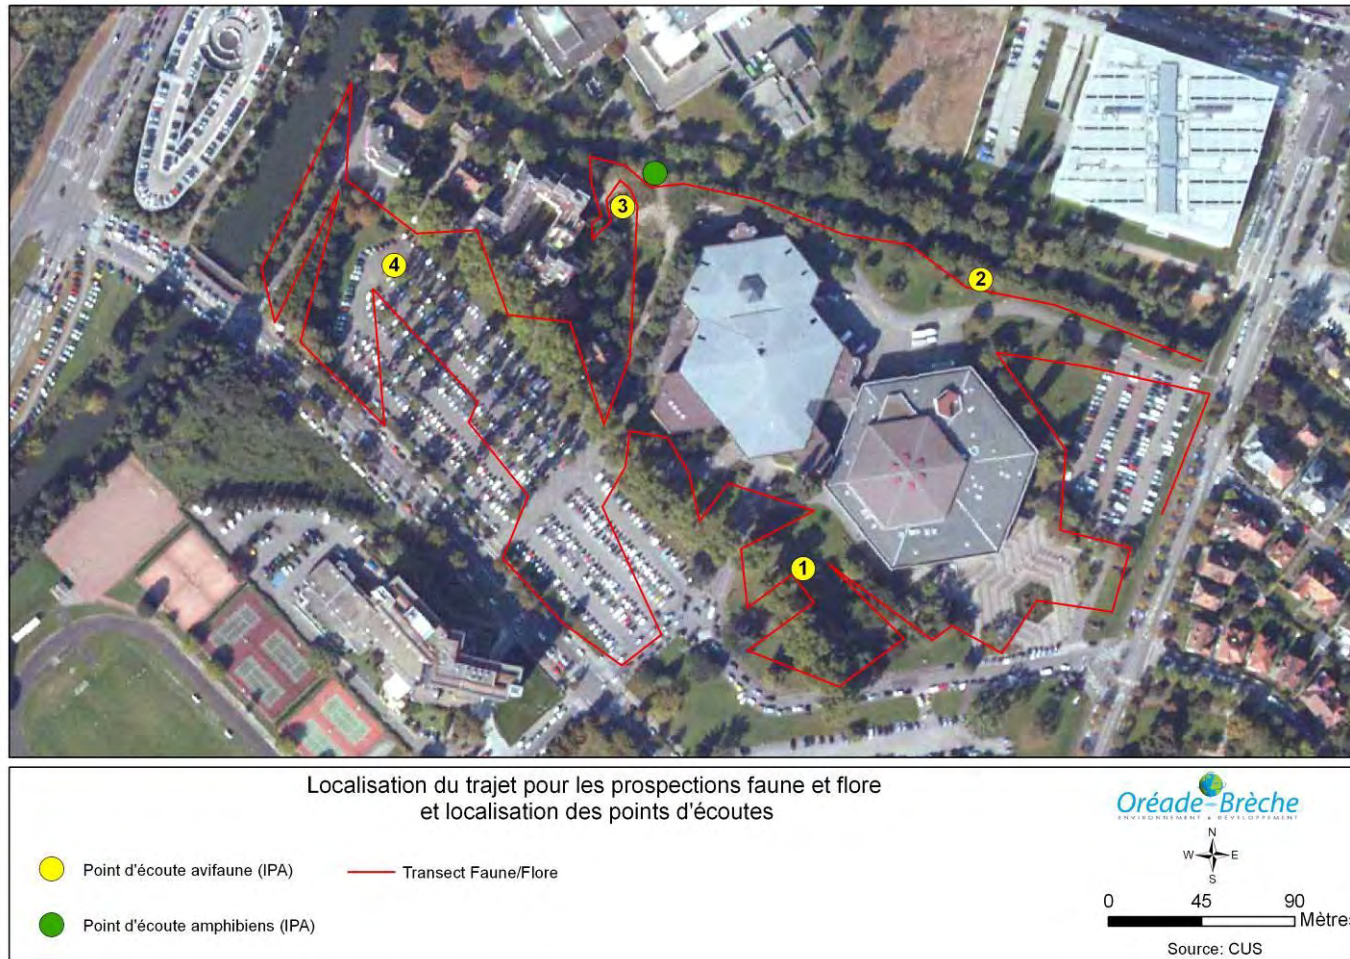 3
4
2
1
Localisation du trajet pour les prospections faune et flore
et localisation des points d'écoutes
Point d'écoute avifaune (IPA)
Transect Faune/Flore
Point d'écoute amphibiens (IPA)
Oréade-Brèche
ENVIRONNEMENT & DÉVELOPPEMENT
N
W E
S
0 45 90
Mètres
Source: CUS